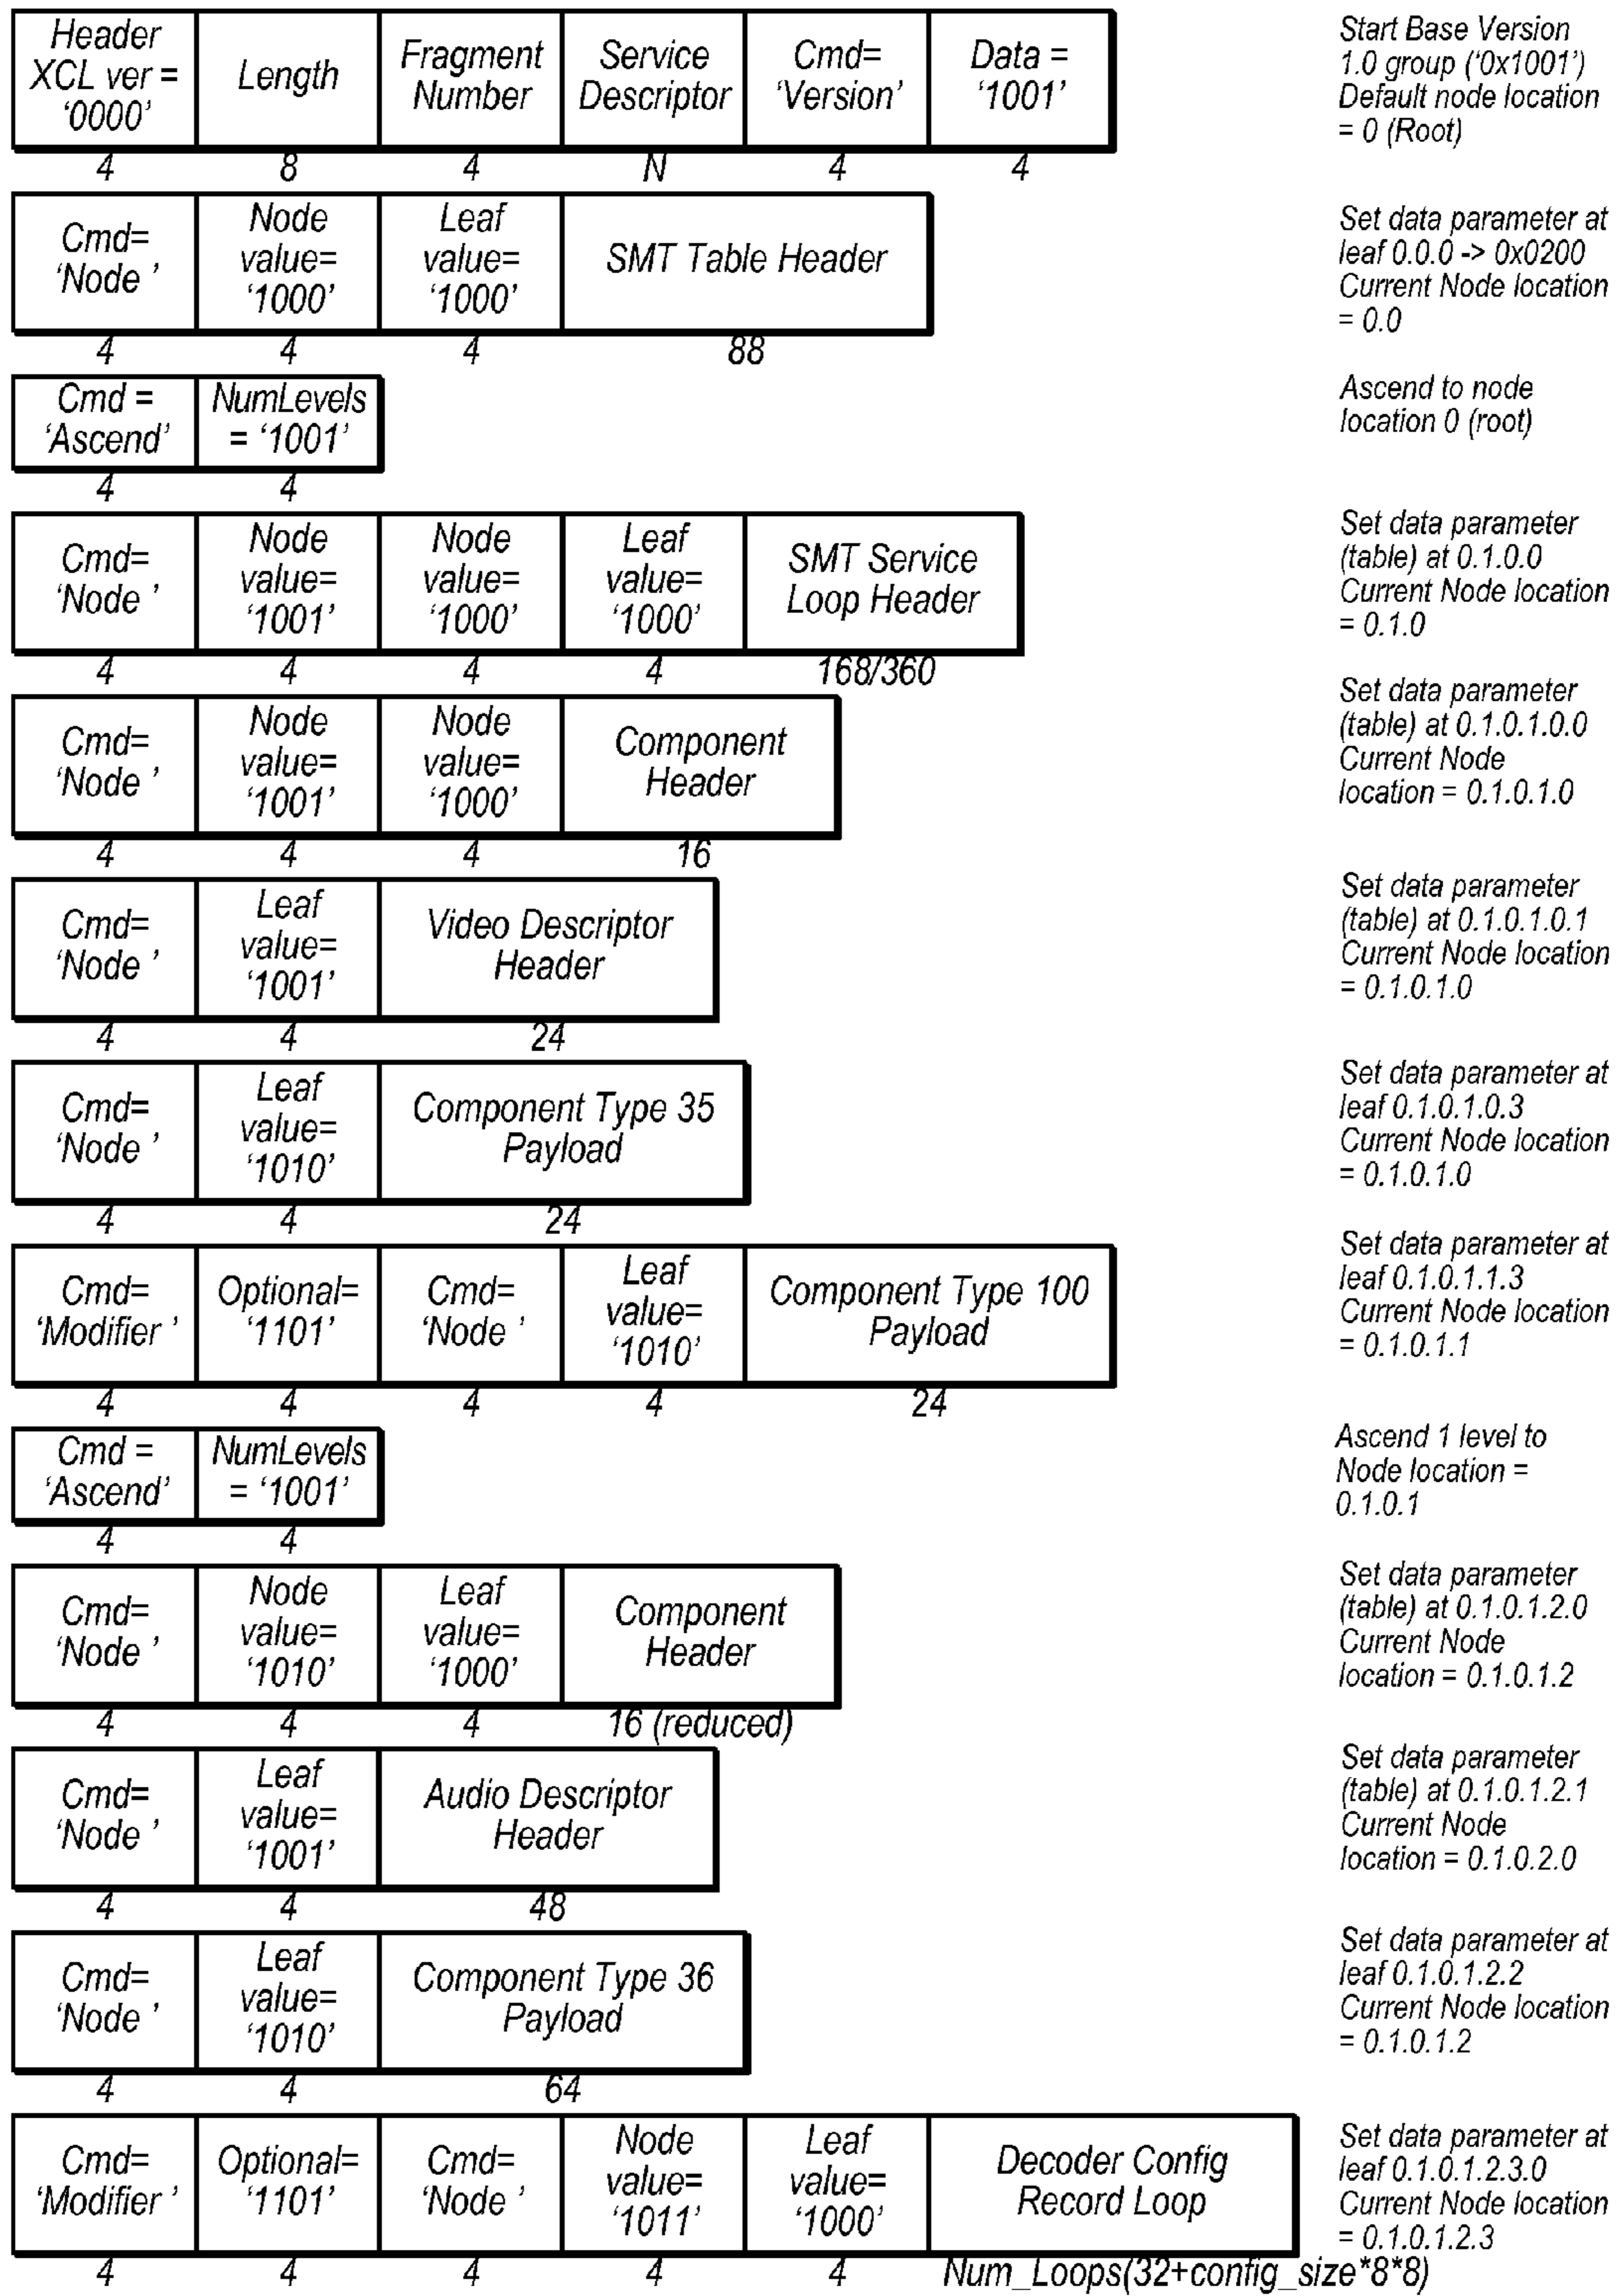 Header
XCL ver =
‘0000’
Length
Fragment
Number
Service
Descriptor
Cmd=
‘Version’
Data =
‘1001’
4
8
4
N
4
4
Start Base Version
1.0 group (‘0x1001’)
Default node location
= 0 (Root)
Cmd=
‘Node ’
Node
value=
‘1000’
Leaf
value=
‘1000’
SMT Table Header
4
4
4
88
Set data parameter at
leaf 0.0.0 -> 0x0200
Current Node location
= 0.0
Cmd =
‘Ascend’
NumLevels
= ‘1001’
4
4
Ascend to node
location 0 (root)
Cmd=
‘Node ’
Node
value=
‘1001’
Node
value=
‘1000’
Leaf
value=
‘1000’
SMT Service
Loop Header
4
4
4
4
168/360
Set data parameter
(table) at 0.1.0.0
Current Node location
= 0.1.0
Cmd=
‘Node ’
Node
value=
‘1001’
Node
value=
‘1000’
Component
Header
4
4
4
16
Set data parameter
(table) at 0.1.0.1.0.0
Current Node
location = 0.1.0.1.0
Cmd=
‘Node ’
Leaf
value=
‘1001’
Video Descriptor
Header
4
4
24
Set data parameter
(table) at 0.1.0.1.0.1
Current Node location
= 0.1.0.1.0
Cmd=
‘Node ’
Leaf
value=
‘1010’
Component Type 35
Payload
4
4
24
Set data parameter at
leaf 0.1.0.1.0.3
Current Node location
= 0.1.0.1.0
Cmd=
‘Modifier ’
Optional=
‘1101’
Cmd=
‘Node ’
Leaf
value=
‘1010’
Component Type 100
Payload
4
4
4
4
24
Set data parameter at
leaf 0.1.0.1.1.3
Current Node location
= 0.1.0.1.1
Cmd =
‘Ascend’
NumLevels
= ‘1001’
4
4
Ascend 1 level to
Node location =
0.1.0.1
Cmd=
‘Node ’
Node
value=
‘1010’
Leaf
value=
‘1000’
Component
Header
4
4
4
16 (reduced)
Set data parameter
(table) at 0.1.0.1.2.0
Current Node
location = 0.1.0.1.2
Cmd=
‘Node ’
Leaf
value=
‘1001’
Audio Descriptor
Header
4
4
48
Set data parameter
(table) at 0.1.0.1.2.1
Current Node
location = 0.1.0.2.0
Cmd=
‘Node ’
Leaf
value=
‘1010’
Component Type 36
Payload
4
4
64
Set data parameter at
leaf 0.1.0.1.2.2
Current Node location
= 0.1.0.1.2
Cmd=
‘Modifier ’
Optional=
‘1101’
Cmd=
‘Node ’
Node
value=
‘1011’
Leaf
value=
‘1000’
Decoder Config
Record Loop
4
4
4
4
4
Num_Loops(32+config_size*8*8)
Set data parameter at
leaf 0.1.0.1.2.3.0
Current Node location
= 0.1.0.1.2.3